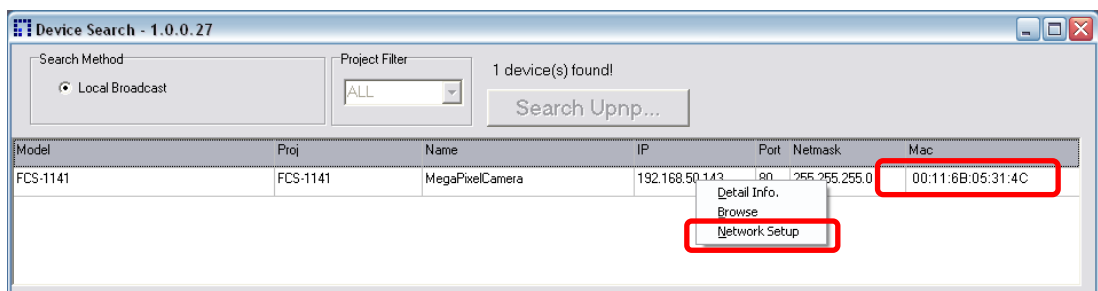 Device Search - 1.0.0.27
Search Method
Project Filter
1 device(s) found!
Local Broadcast
ALL
Search Upnp...
Model Proj Name IP Port Netmask Mac
FCS-1141 FCS-1141 MegaPixelCamera 192.168.50.143 80 255.255.255.0 00:11:6B:05:31:4C
Detail Info.
Browse
Network Setup